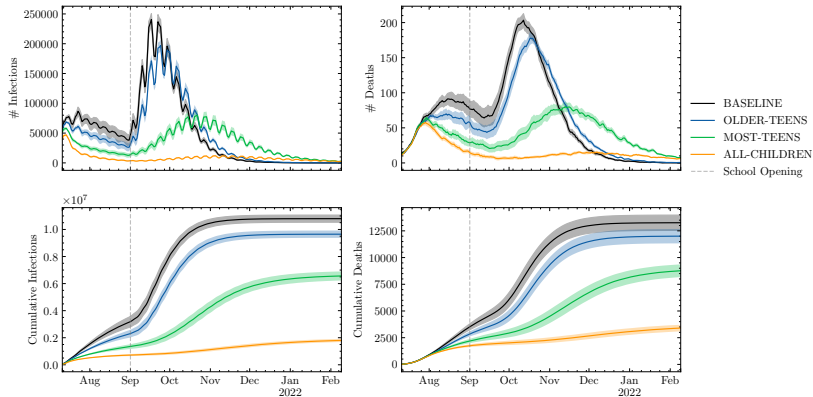 250000
200000
150000
100000
50000
0
# Infections
200
150
100
50
0
# Deaths
BASELINE
OLDER-TEENS
MOST-TEENS
ALL-CHILDREN
School Opening
×10⁷
1.0
0.8
0.6
0.4
0.2
0.0
Cumulative Infections
Aug Sep Oct Nov Dec Jan Feb
2022
12500
10000
7500
5000
2500
0
Cumulative Deaths
Aug Sep Oct Nov Dec Jan Feb
2022